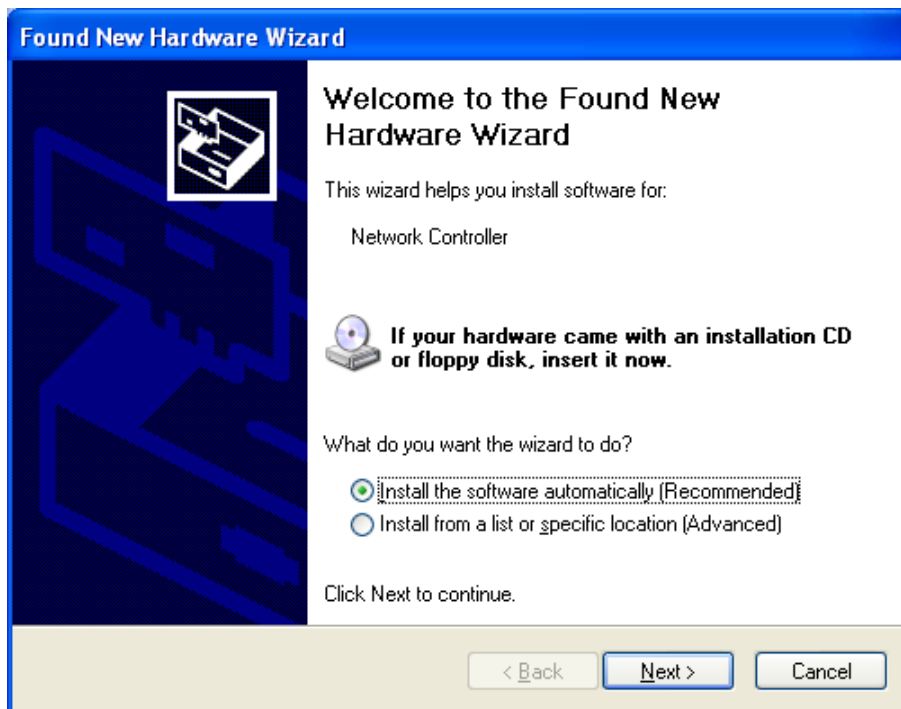 Found New Hardware Wizard
Welcome to the Found New
Hardware Wizard
This wizard helps you install software for:
Network Controller
If your hardware came with an installation CD
or floppy disk, insert it now.
What do you want the wizard to do?
Install the software automatically (Recommended)
Install from a list or specific location (Advanced)
Click Next to continue.
< Back Next > Cancel